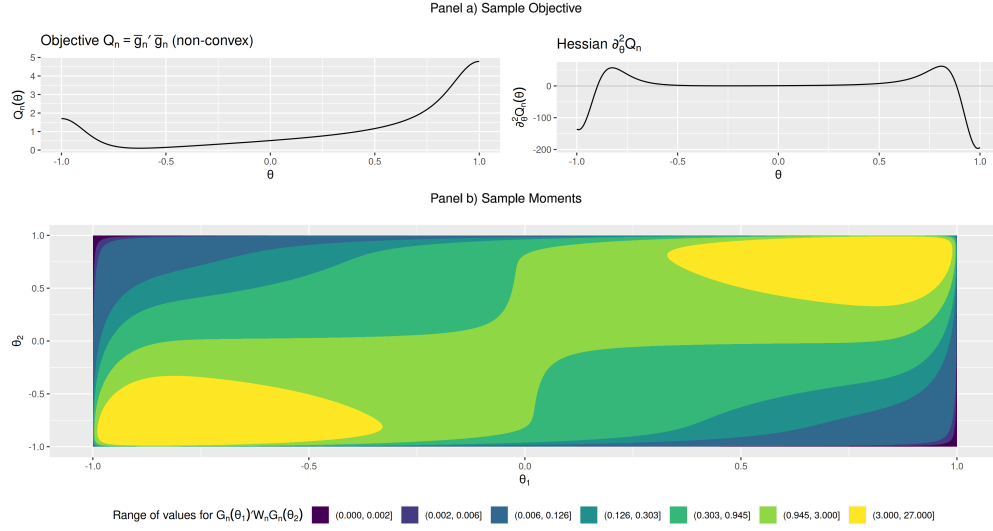 Panel a) Sample Objective
Objective Qₙ = g̅ₙ′ g̅ₙ (non-convex)
Hessian ∂²θQₙ
Qₙ(θ)
5
4
3
2
1
0
-1.0 -0.5 0.0 0.5 1.0
θ
∂²θQₙ(θ)
0
-100
-200
-1.0 -0.5 0.0 0.5 1.0
θ
Panel b) Sample Moments
θ₂
1.0
0.5
0.0
-0.5
-1.0
-1.0 -0.5 0.0 0.5 1.0
θ₁
Range of values for Gₙ(θ₁)′WₙGₙ(θ₂) (0.000, 0.002] (0.002, 0.006] (0.006, 0.126] (0.126, 0.303] (0.303, 0.945] (0.945, 3.000] (3.000, 27.000]